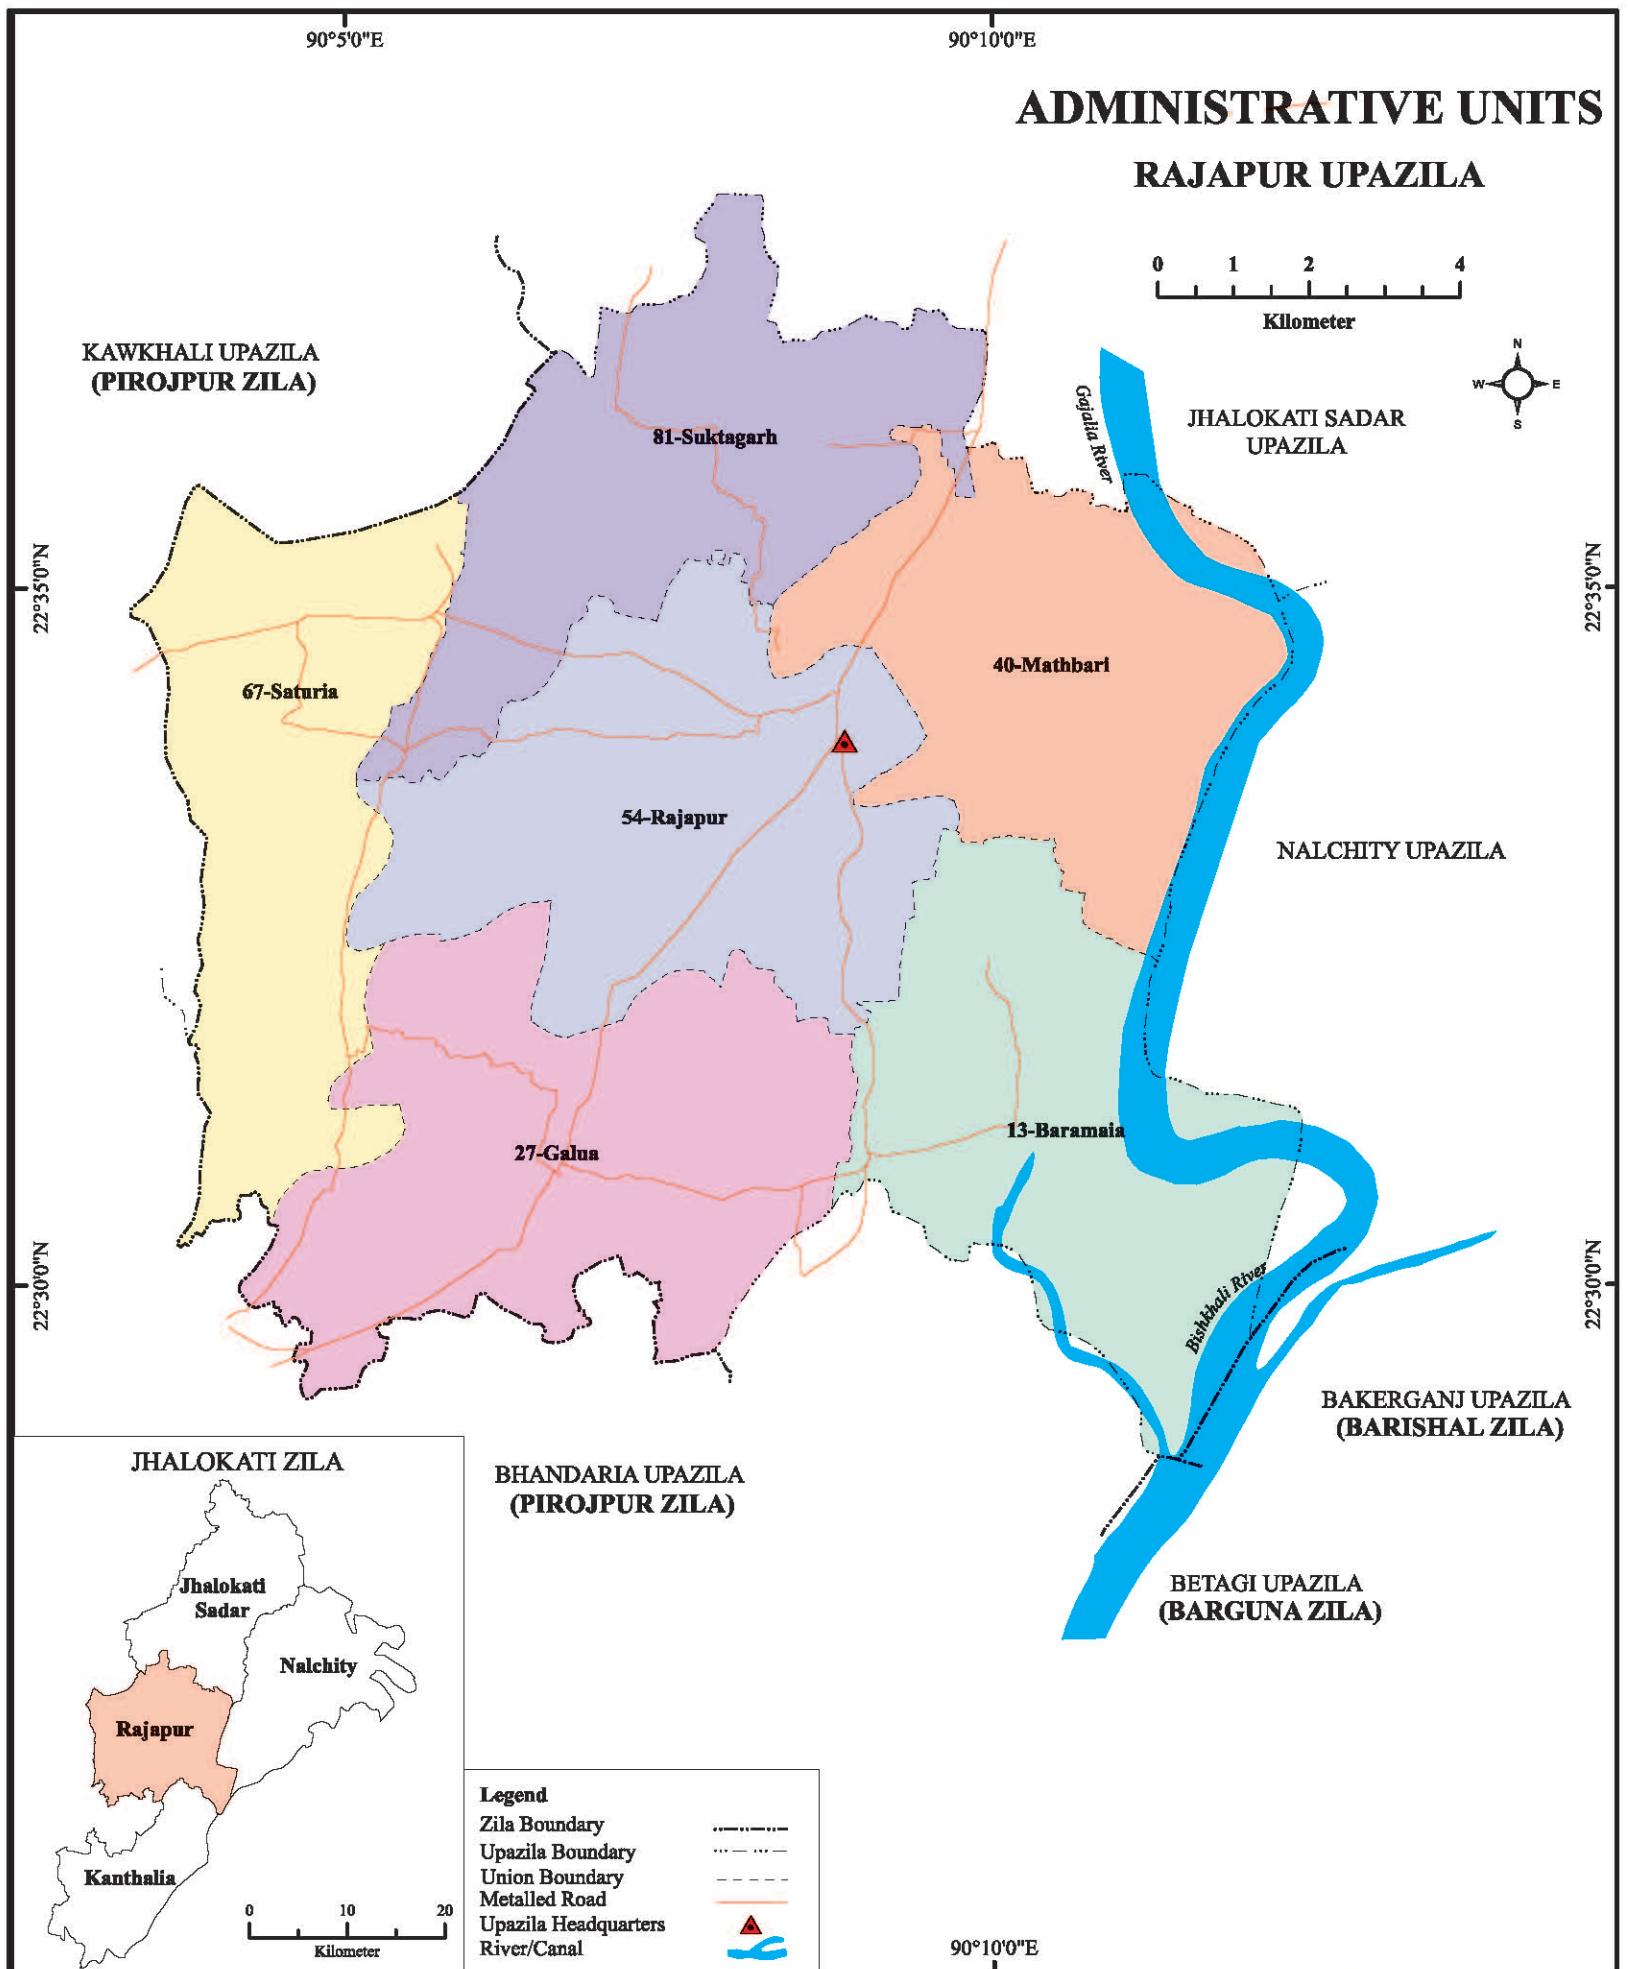 90°5'0"E
90°10'0"E
ADMINISTRATIVE UNITS
RAJAPUR UPAZILA
0 1 2 4
Kilometer
N
W E
S
KAWKHALI UPAZILA
(PIROJPUR ZILA)
Gajalia River
JHALOKATI SADAR
UPAZILA
81-Suktagarh
22°35'0"N
22°35'0"N
40-Mathbari
67-Saturia
54-Rajapur
NALCHITY UPAZILA
13-Baramaia
27-Galua
22°30'0"N
22°30'0"N
Bishkhali River
BAKERGANJ UPAZILA
(BARISHAL ZILA)
BHANDARIA UPAZILA
(PIROJPUR ZILA)
BETAGI UPAZILA
(BARGUNA ZILA)
JHALOKATI ZILA
Jhalokati
Sadar
Nalchity
Rajapur
Kanthalia
0 10 20
Kilometer
Legend
Zila Boundary
Upazila Boundary
Union Boundary
Metalled Road
Upazila Headquarters
River/Canal
90°10'0"E